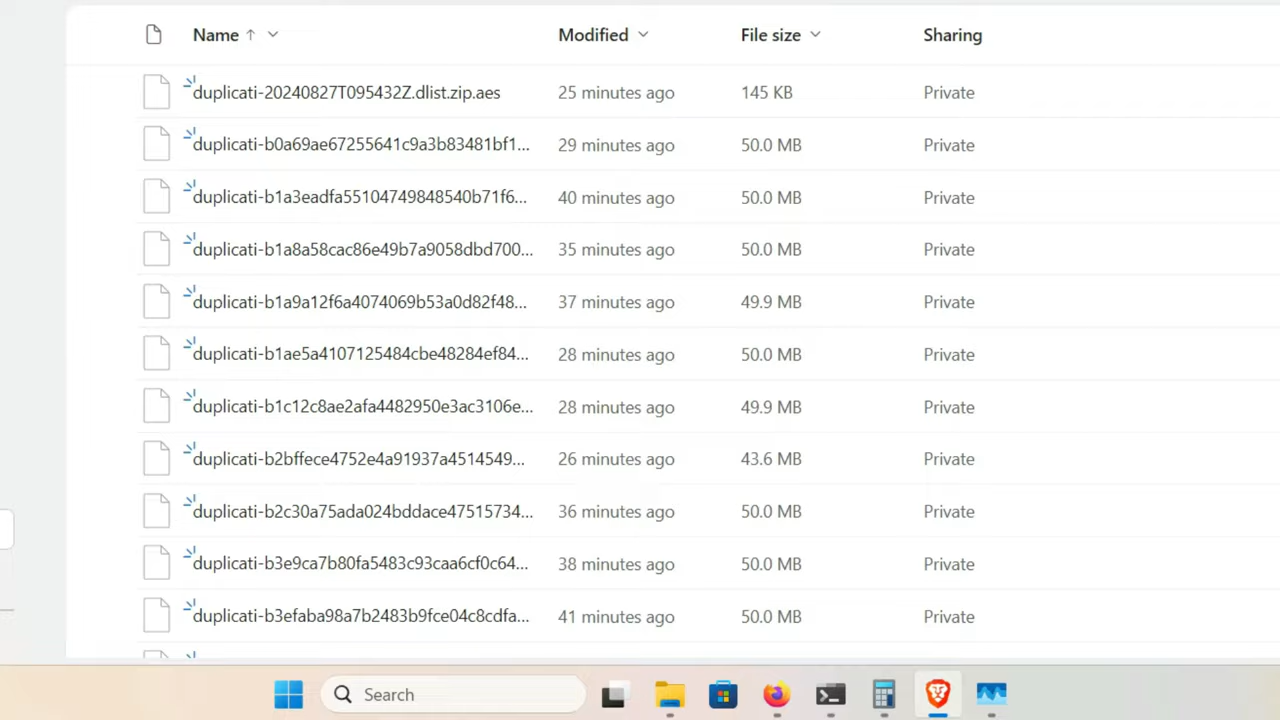 Name Modified File size Sharing
duplicati-20240827T095432Z.dlist.zip.aes 25 minutes ago 145 KB Private
duplicati-b0a69ae67255641c9a3b83481bf1... 29 minutes ago 50.0 MB Private
duplicati-b1a3eadfa55104749848540b71f6... 40 minutes ago 50.0 MB Private
duplicati-b1a8a58cac86e49b7a9058dbd700... 35 minutes ago 50.0 MB Private
duplicati-b1a9a12f6a4074069b53a0d82f48... 37 minutes ago 49.9 MB Private
duplicati-b1ae5a4107125484cbe48284ef84... 28 minutes ago 50.0 MB Private
duplicati-b1c12c8ae2afa4482950e3ac3106e... 28 minutes ago 49.9 MB Private
duplicati-b2bffece4752e4a91937a4514549... 26 minutes ago 43.6 MB Private
duplicati-b2c30a75ada024bddace47515734... 36 minutes ago 50.0 MB Private
duplicati-b3e9ca7b80fa5483c93caa6cf0c64... 38 minutes ago 50.0 MB Private
duplicati-b3efaba98a7b2483b9fce04c8cdfa... 41 minutes ago 50.0 MB Private
Search